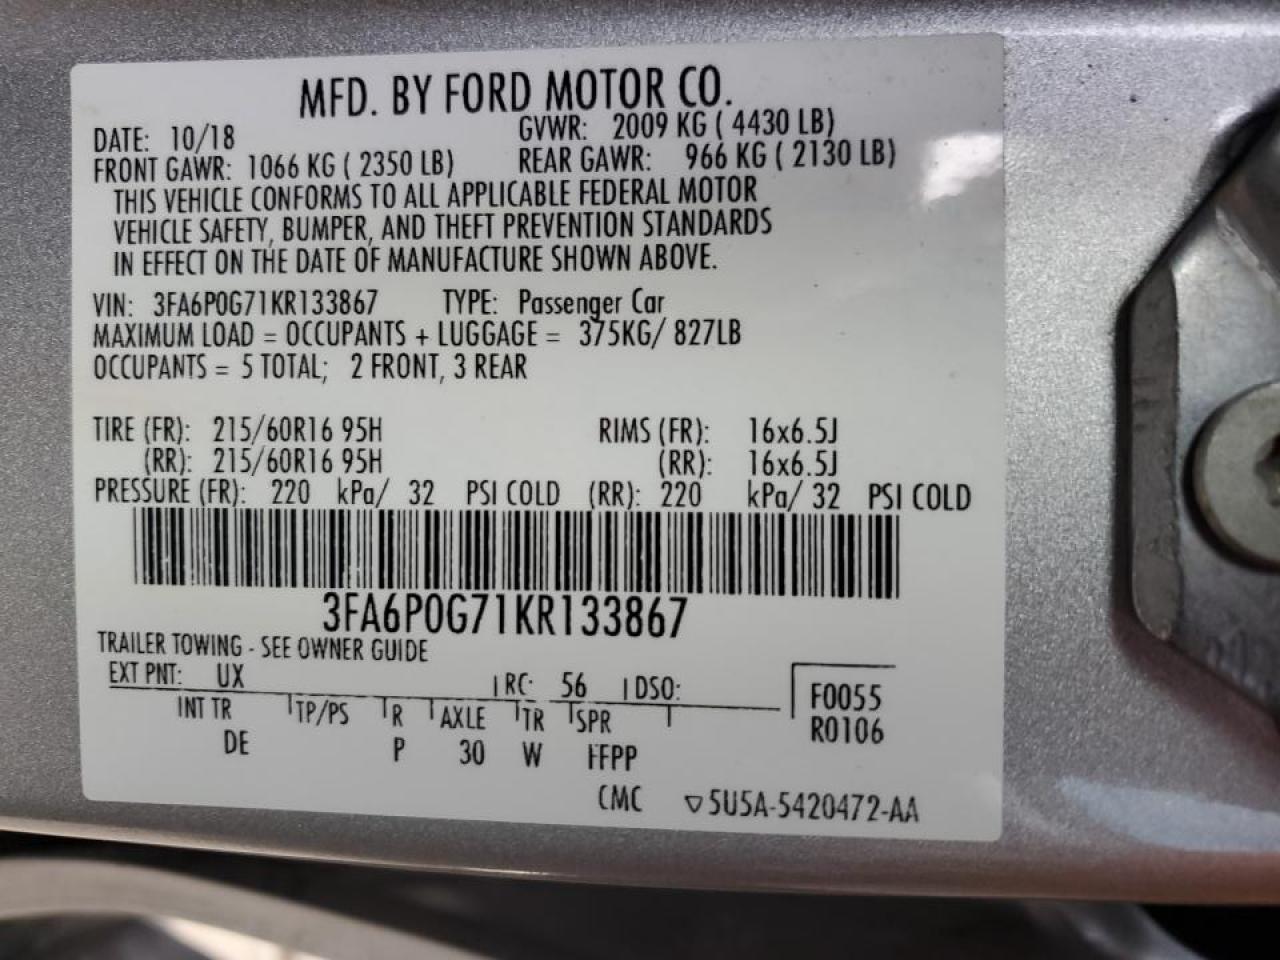 MFD. BY FORD MOTOR CO.
DATE: 10/18 GVWR: 2009 KG ( 4430 LB)
FRONT GAWR: 1066 KG ( 2350 LB) REAR GAWR: 966 KG ( 2130 LB)
THIS VEHICLE CONFORMS TO ALL APPLICABLE FEDERAL MOTOR
VEHICLE SAFETY, BUMPER, AND THEFT PREVENTION STANDARDS
IN EFFECT ON THE DATE OF MANUFACTURE SHOWN ABOVE.
VIN: 3FA6P0G71KR133867 TYPE: Passenger Car
MAXIMUM LOAD = OCCUPANTS + LUGGAGE = 375KG/ 827LB
OCCUPANTS = 5 TOTAL; 2 FRONT, 3 REAR
TIRE (FR): 215/60R16 95H RIMS (FR): 16x6.5J
(RR): 215/60R16 95H (RR): 16x6.5J
PRESSURE (FR): 220 kPa/ 32 PSI COLD (RR): 220 kPa/ 32 PSI COLD
3FA6P0G71KR133867
TRAILER TOWING - SEE OWNER GUIDE
EXT PNT: UX RC: 56 DSO:
F0055
INT TR TP/PS R AXLE TR SPR
R0106
DE P 30 W FFPP
CMC ▽5U5A-5420472-AA